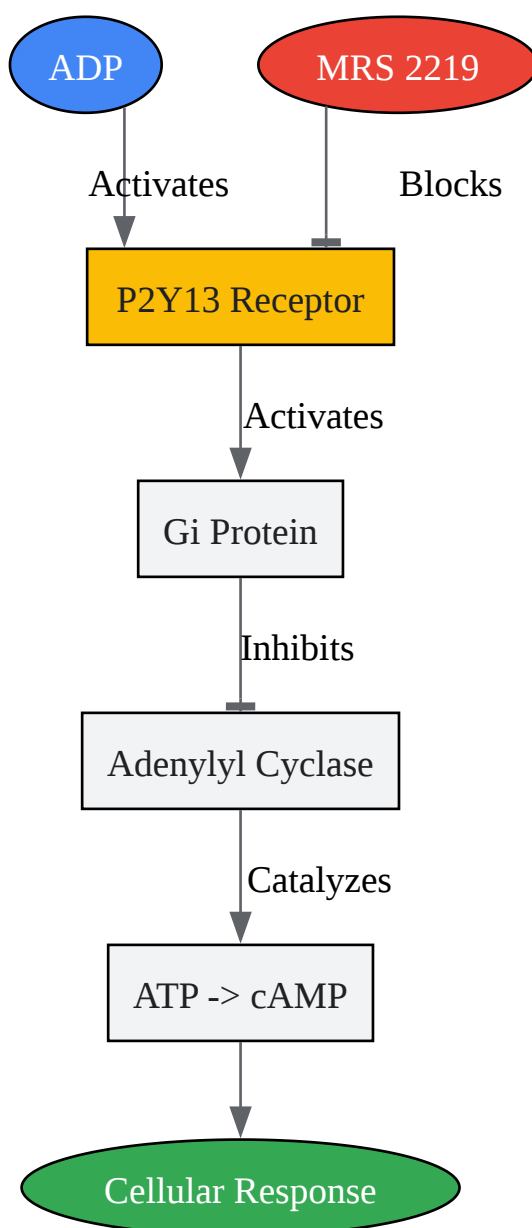 ADP
MRS 2219
Activates
Blocks
P2Y13 Receptor
Activates
Gi Protein
Inhibits
Adenylyl Cyclase
Catalyzes
ATP -> cAMP
Cellular Response